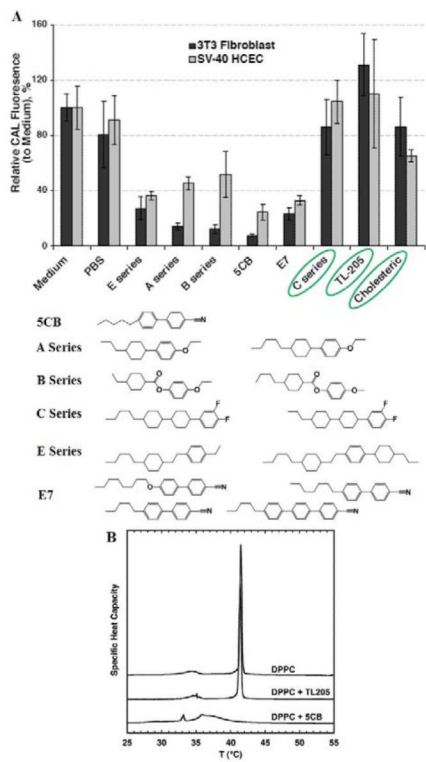 A
3T3 Fibroblast
SV-40 HCEC
Relative CAL Fluoresence
(to Medium), %
160
120
80
40
0
Medium
PBS
E series
A series
B series
5CB
E7
C series
TL-205
Cholesteric
5CB
N
A Series
O
O
B Series
O
O
O
O
O
O
C Series
F
F
F
F
E Series
E7
O
N
N
N
N
B
Specific Heat Capacity
DPPC
DPPC + TL205
DPPC + 5CB
25
30
35
40
45
50
55
T (°C)